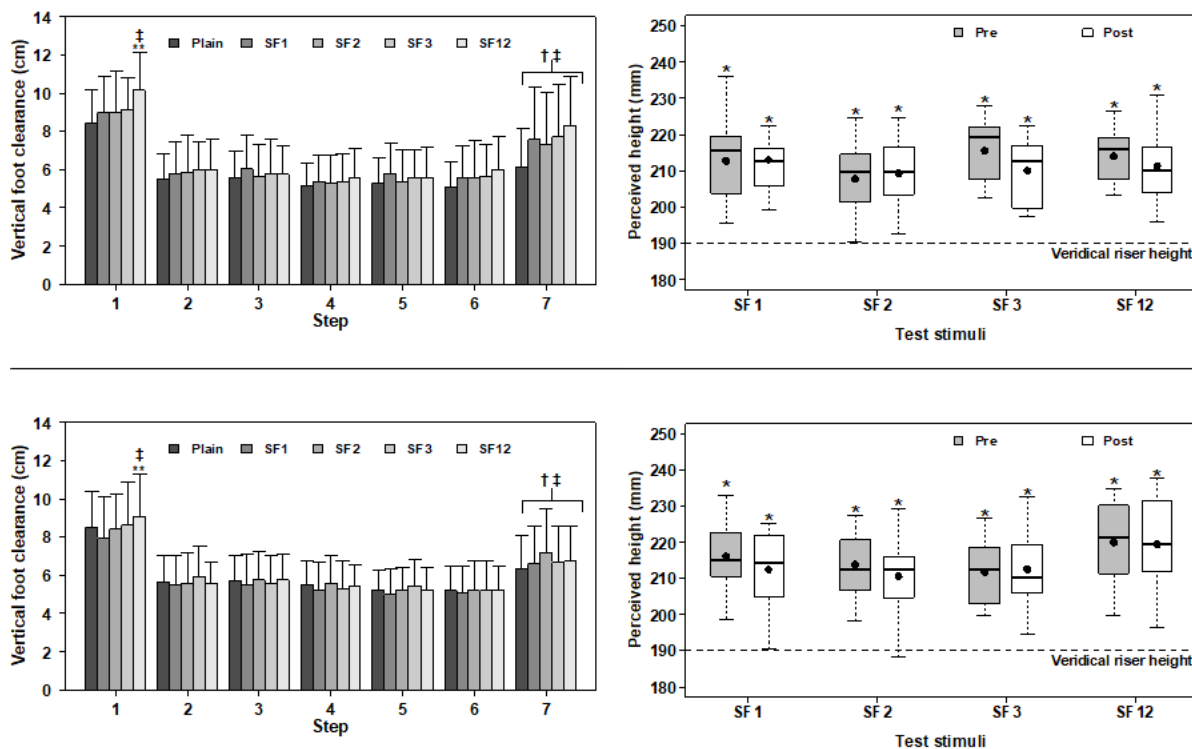 Vertical foot clearance (cm)
14
12
10
8
6
4
2
0
Plain SF1 SF2 SF3 SF12
‡
**
† ‡
1 2 3 4 5 6 7
Step
Perceived height (mm)
250
240
230
220
210
200
190
180
Pre Post
* * * * * * * *
Veridical riser height
SF 1 SF 2 SF 3 SF 12
Test stimuli
Vertical foot clearance (cm)
14
12
10
8
6
4
2
0
Plain SF1 SF2 SF3 SF12
‡
**
† ‡
1 2 3 4 5 6 7
Step
Perceived height (mm)
250
240
230
220
210
200
190
180
Pre Post
* * * * * * * *
Veridical riser height
SF 1 SF 2 SF 3 SF 12
Test stimuli